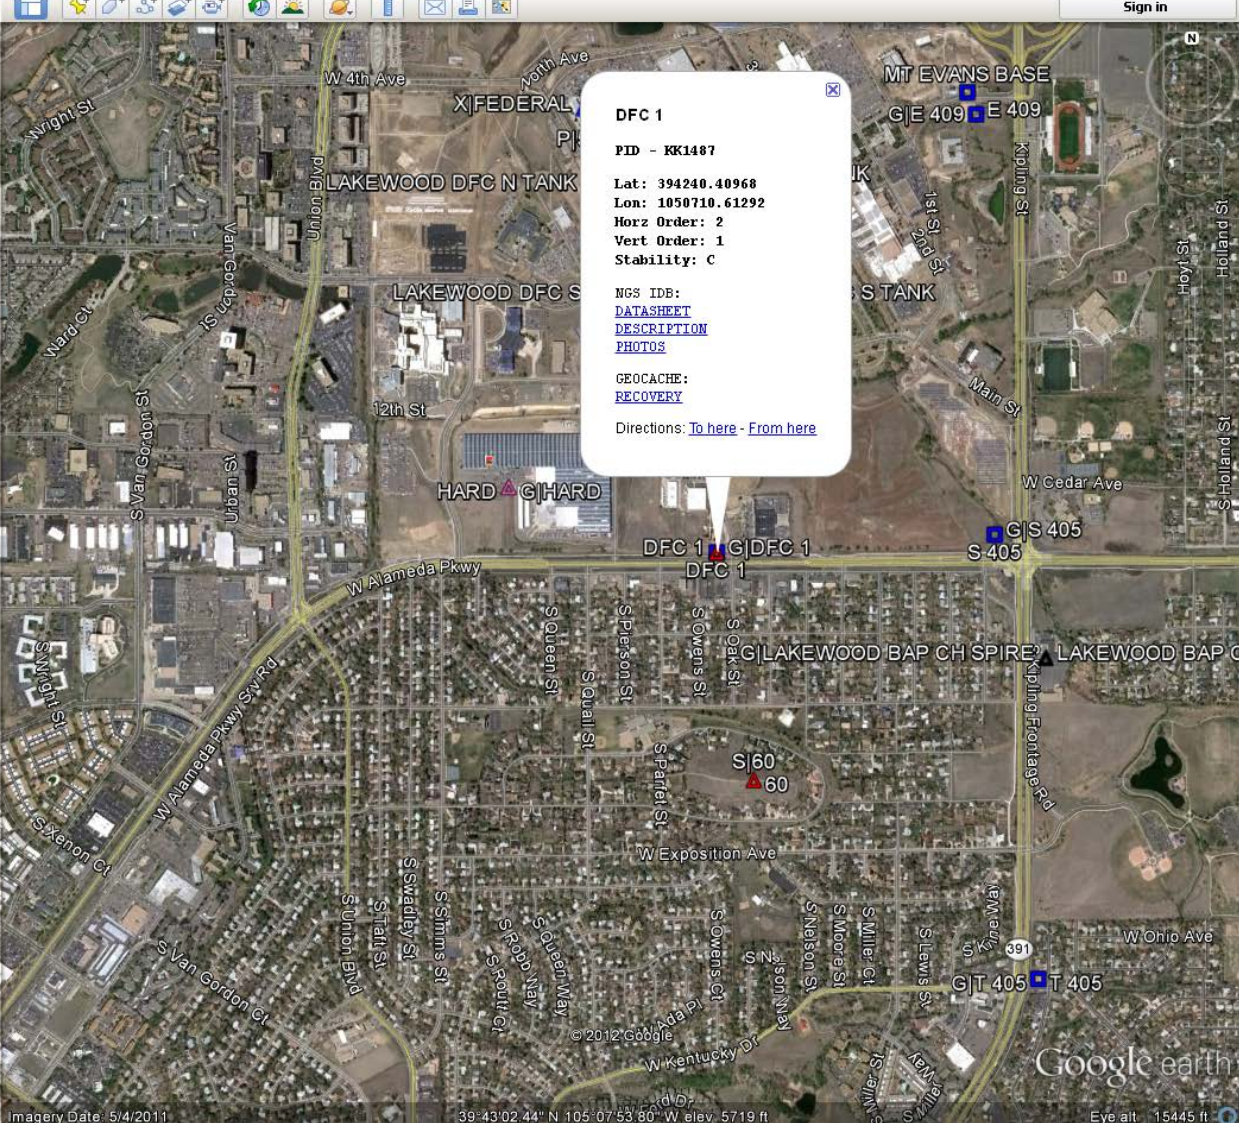 Sign in
N
W 4th Ave
North Ave
MT EVANS BASE
X|FEDERAL
G|E 409
E 409
Wright St
LAKEWOOD DFC N TANK
Union Blvd
Kipling St
1st St
2nd St
Van Gordon St
Holland St
Hoyt St
DFC 1
PID - KK1487
Lat: 394240.40968
Lon: 1050710.61292
Horz Order: 2
Vert Order: 1
Stability: C
NGS IDB:
DATASHEET
DESCRIPTION
PHOTOS
GEOCACHE:
RECOVERY
Directions: To here - From here
LAKEWOOD DFC S
S TANK
Ward Ct
Main St
12th St
S Van Gordon St
Urban St
S Holland St
W Cedar Ave
HARD
G|HARD
G|S 405
S 405
DFC 1
G|DFC 1
DFC 1
W Alameda Pkwy
S Queen St
S Pierson St
S Owens St
S Oak St
G|LAKEWOOD BAP CH SPIRE
LAKEWOOD BAP C
S Wright St
S Quail St
Kipling Frontage Rd
W Alameda Pkwy Srv Rd
S Parfet St
S|60
60
S Xenon Ct
W Exposition Ave
S Union Blvd
S Taft St
S Swadley St
S Simms St
S Robb Way
S Queen Way
S Routt Ct
S Owens Ct
S Nelson St
S Moore St
S Miller Ct
S Lewis St
391
W Ohio Ave
S Van Gordon Ct
G|T 405
T 405
W Ada Pl
© 2012 Google
W Kentucky Dr
Google earth
W Ford Dr
Imagery Date: 5/4/2011
39°43'02.44" N 105°07'53.80" W elev 5719 ft
Eye alt 15445 ft